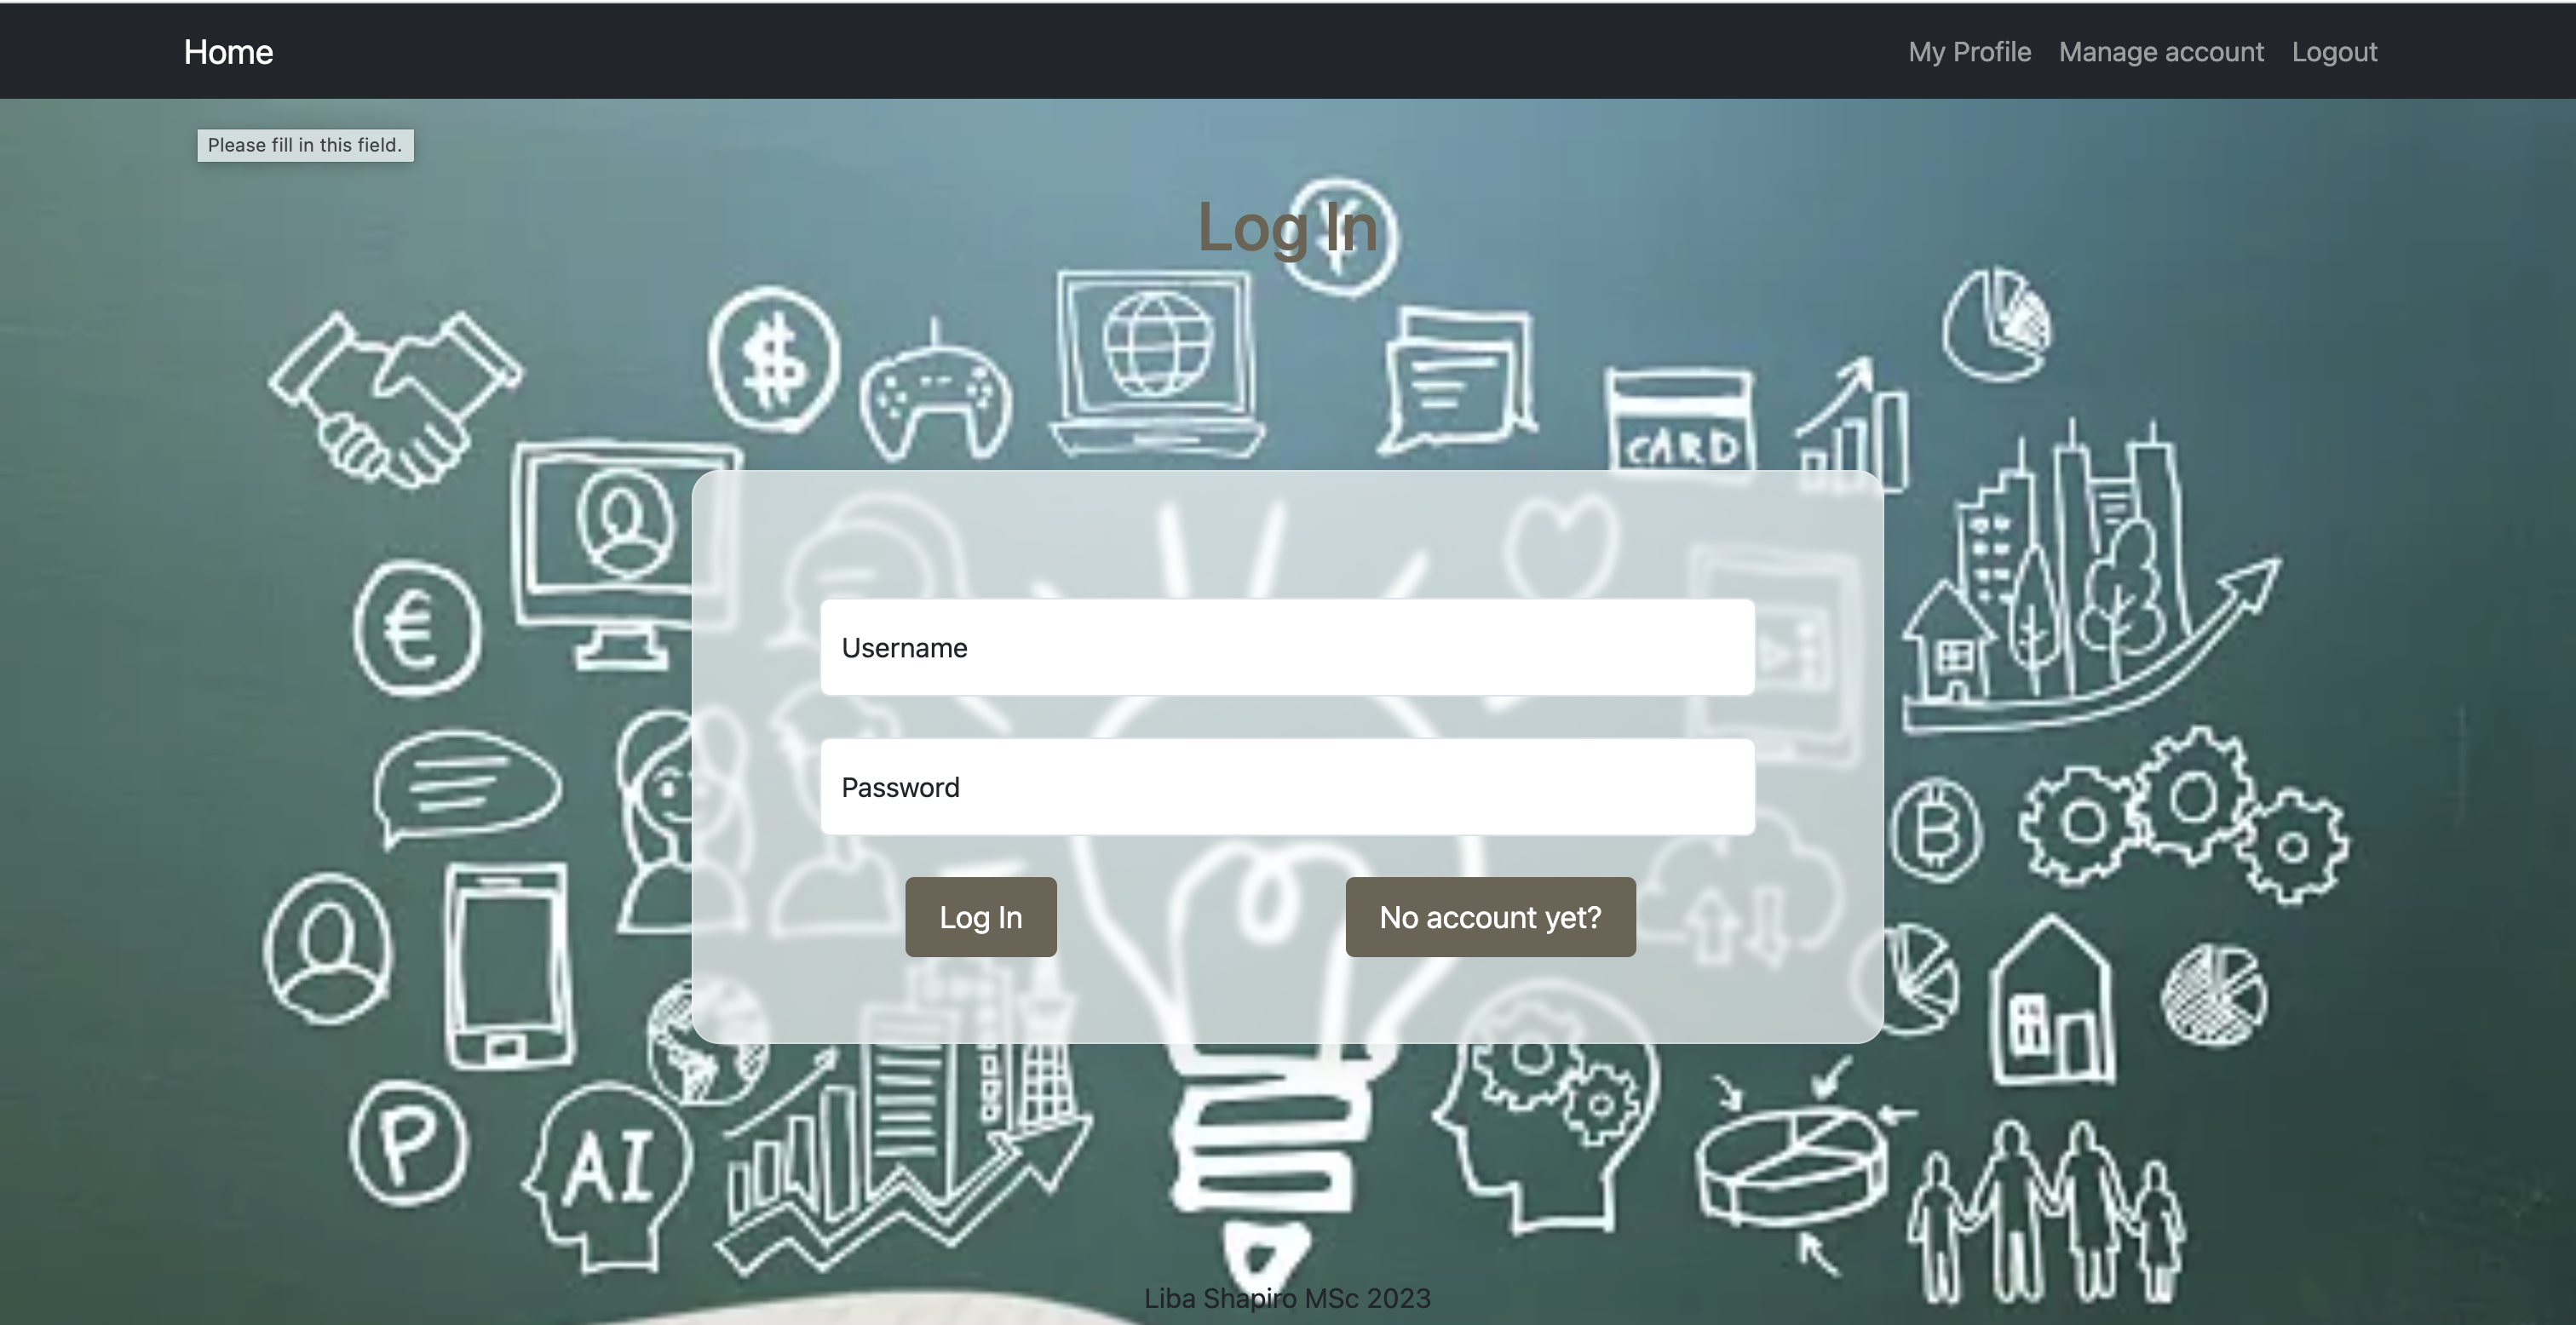 Home
My Profile Manage account Logout
Please fill in this field.
Log In
¥
$
CARD
€
Username
Password
B
Log In
No account yet?
P
AI
Liba Shapiro MSc 2023